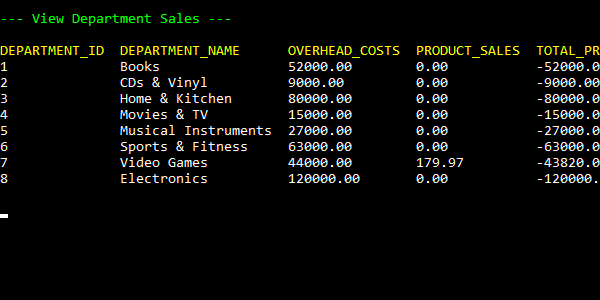 --- View Department Sales ---
DEPARTMENT_ID DEPARTMENT_NAME OVERHEAD_COSTS PRODUCT_SALES TOTAL_PR
1 Books 52000.00 0.00 -52000.0
2 CDs & Vinyl 9000.00 0.00 -9000.00
3 Home & Kitchen 80000.00 0.00 -80000.0
4 Movies & TV 15000.00 0.00 -15000.0
5 Musical Instruments 27000.00 0.00 -27000.0
6 Sports & Fitness 63000.00 0.00 -63000.0
7 Video Games 44000.00 179.97 -43820.0
8 Electronics 120000.00 0.00 -120000.